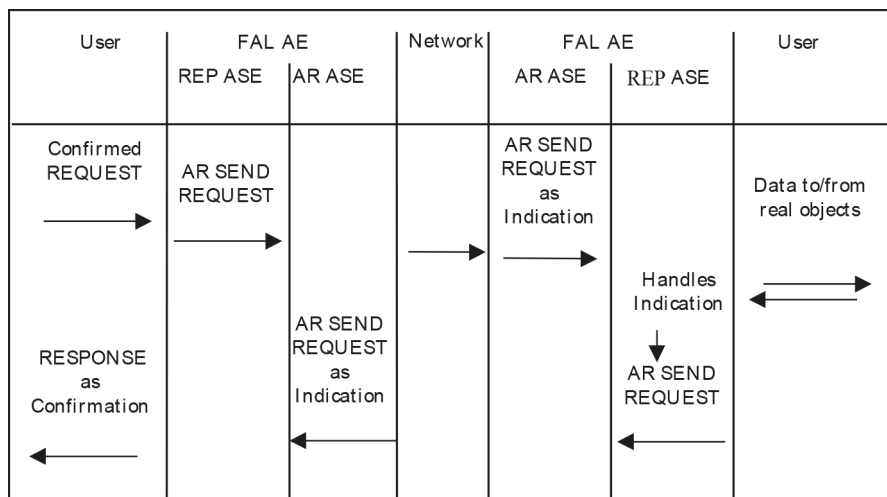 User
FAL AE
Network
FAL AE
User
REP ASE
AR ASE
AR ASE
REP ASE
Confirmed
REQUEST
AR SEND
REQUEST
AR SEND
REQUEST
as
Indication
Data to/from
real objects
Handles
Indication
AR SEND
REQUEST
as
Indication
RESPONSE
as
Confirmation
AR SEND
REQUEST